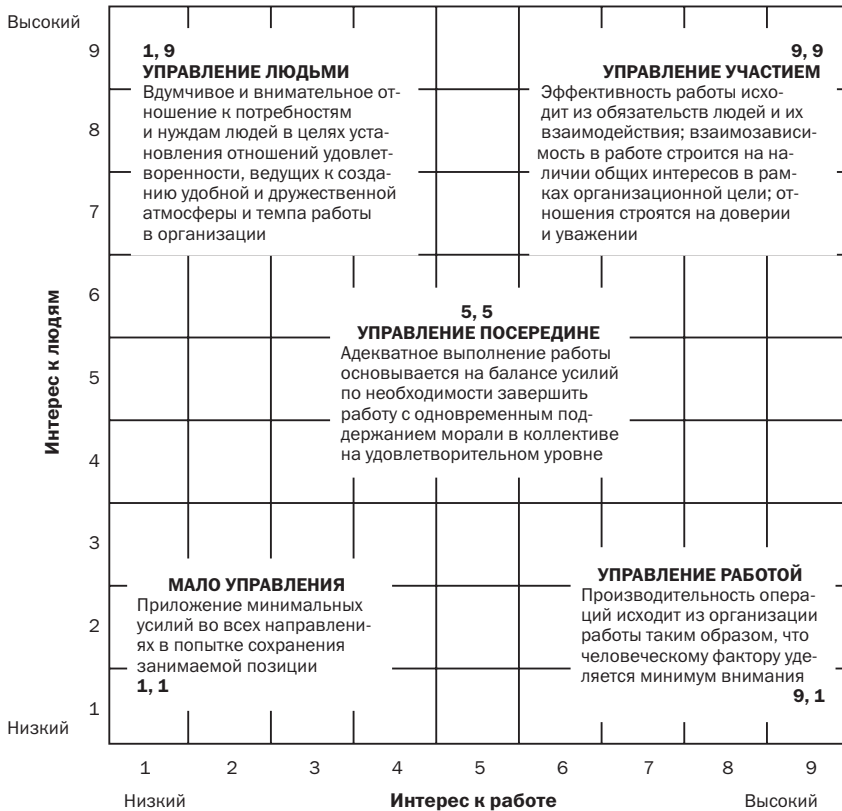 Высокий
9
1, 9
УПРАВЛЕНИЕ ЛЮДЬМИ
Вдумчивое и внимательное от-
ношение к потребностям
и нуждам людей в целях уста-
новления отношений удовлет-
воренности, ведущих к созда-
нию удобной и дружественной
атмосферы и темпа работы
в организации
9, 9
УПРАВЛЕНИЕ УЧАСТИЕМ
Эффективность работы исхо-
дит из обязательств людей и их
взаимодействия; взаимозависи-
мость в работе строится на на-
личии общих интересов в рам-
ках организационной цели; от-
ношения строятся на доверии
и уважении
8
7
6
Интерес к людям
5, 5
УПРАВЛЕНИЕ ПОСЕРЕДИНЕ
Адекватное выполнение работы
основывается на балансе усилий
по необходимости завершить
работу с одновременным под-
держанием морали в коллективе
на удовлетворительном уровне
5
4
3
МАЛО УПРАВЛЕНИЯ
Приложение минимальных
усилий во всех направлени-
ях в попытке сохранения
занимаемой позиции
1, 1
УПРАВЛЕНИЕ РАБОТОЙ
Производительность опера-
ций исходит из организации
работы таким образом, что
человеческому фактору уде-
ляется минимум внимания
9, 1
2
1
Низкий
1 2 3 4 5 6 7 8 9
Низкий Интерес к работе Высокий